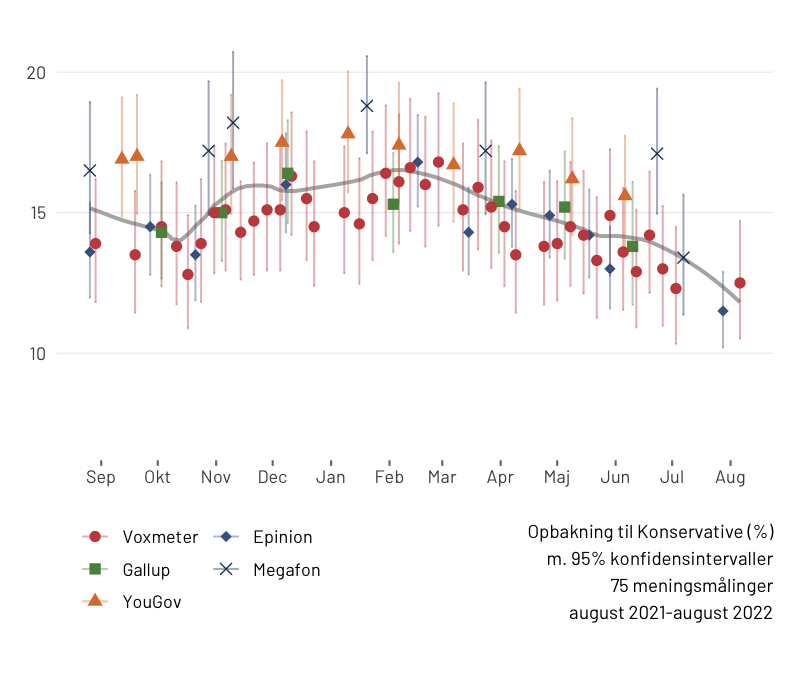 20
15
10
Sep Okt Nov Dec Jan Feb Mar Apr Maj Jun Jul Aug
Voxmeter Epinion
Gallup Megafon
YouGov
Opbakning til Konservative (%)
m. 95% konfidensintervaller
75 meningsmålinger
august 2021-august 2022